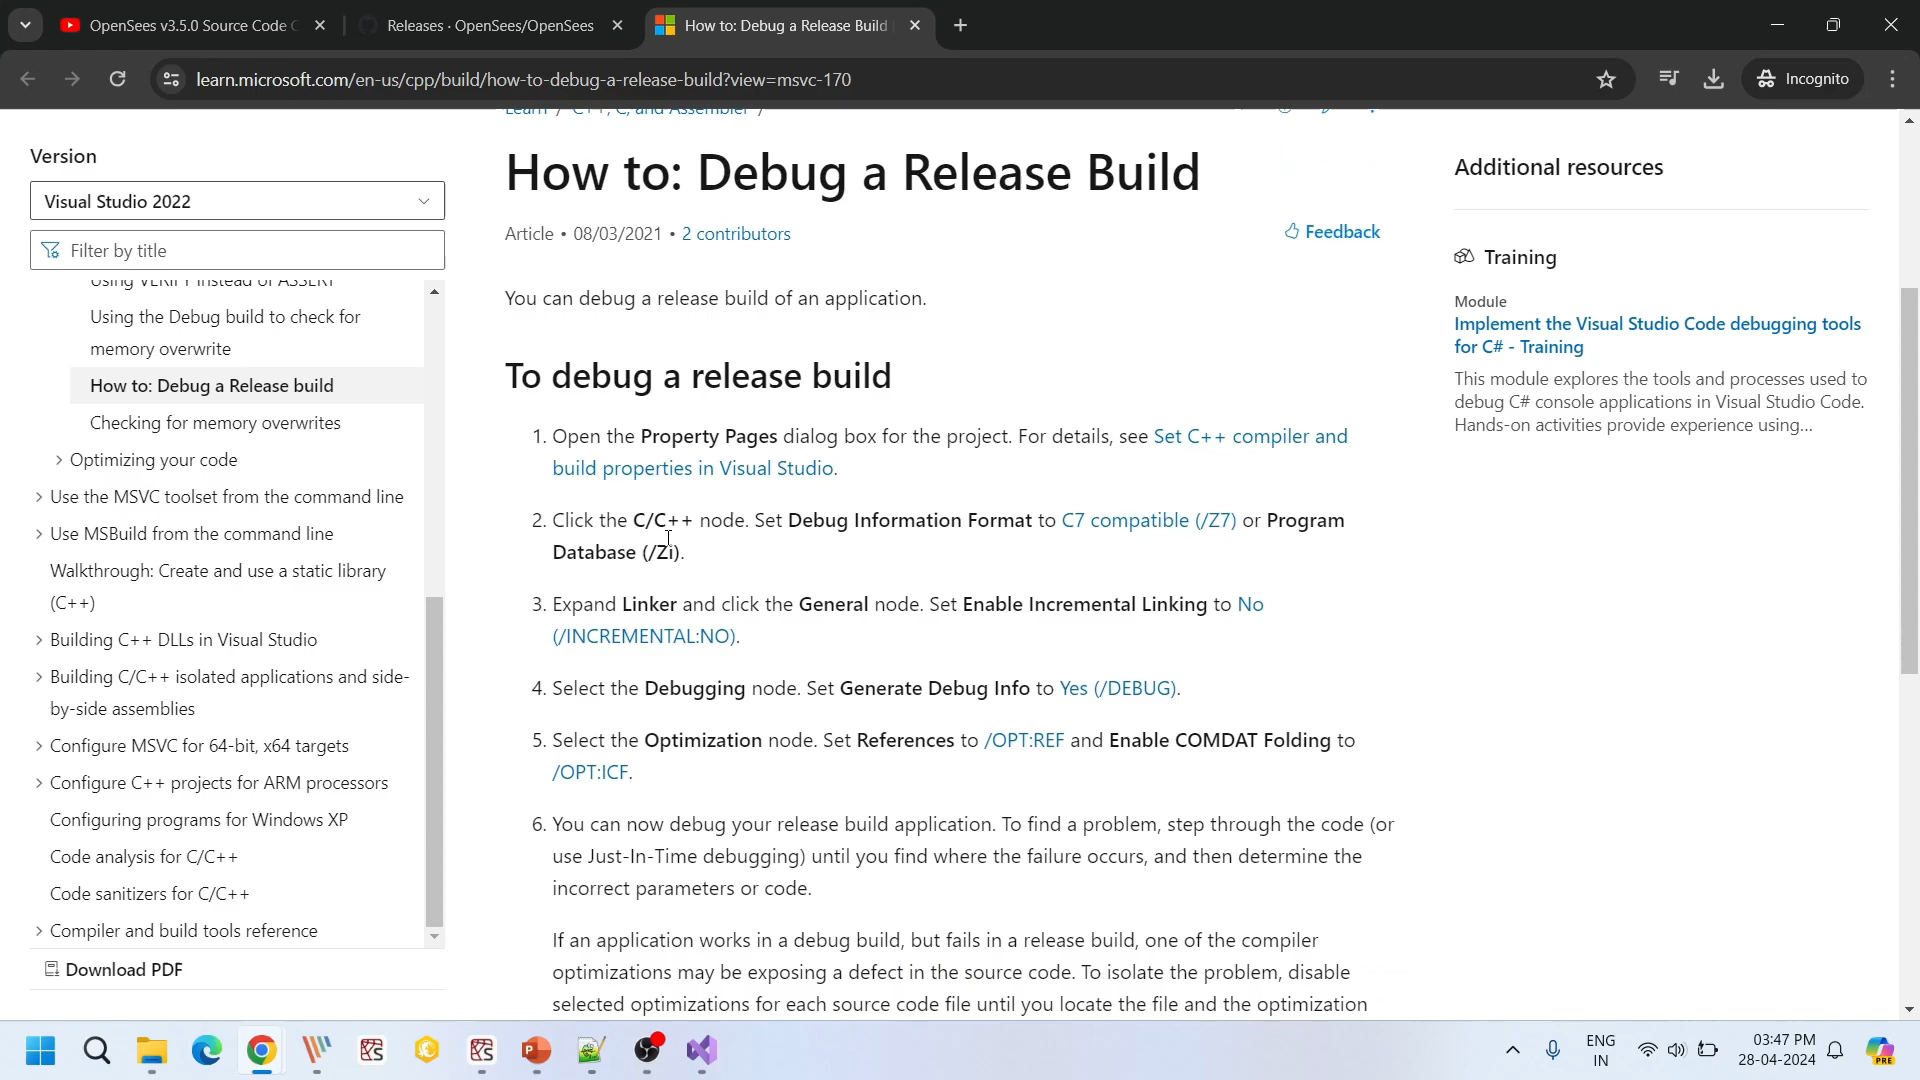 OpenSees v3.5.0 Source Code C
Releases · OpenSees/OpenSees
How to: Debug a Release Build
learn.microsoft.com/en-us/cpp/build/how-to-debug-a-release-build?view=msvc-170
Incognito
Learn / C++, C, and Assembler /
Version
Visual Studio 2022
Filter by title
Using VERIFY instead of ASSERT
Using the Debug build to check for
memory overwrite
How to: Debug a Release build
Checking for memory overwrites
Optimizing your code
Use the MSVC toolset from the command line
Use MSBuild from the command line
Walkthrough: Create and use a static library
(C++)
Building C++ DLLs in Visual Studio
Building C/C++ isolated applications and side-
by-side assemblies
Configure MSVC for 64-bit, x64 targets
Configure C++ projects for ARM processors
Configuring programs for Windows XP
Code analysis for C/C++
Code sanitizers for C/C++
Compiler and build tools reference
Download PDF
How to: Debug a Release Build
Article • 08/03/2021 • 2 contributors
Feedback
You can debug a release build of an application.
To debug a release build
1. Open the Property Pages dialog box for the project. For details, see Set C++ compiler and
build properties in Visual Studio.
2. Click the C/C++ node. Set Debug Information Format to C7 compatible (/Z7) or Program
Database (/Zi).
3. Expand Linker and click the General node. Set Enable Incremental Linking to No
(/INCREMENTAL:NO).
4. Select the Debugging node. Set Generate Debug Info to Yes (/DEBUG).
5. Select the Optimization node. Set References to /OPT:REF and Enable COMDAT Folding to
/OPT:ICF.
6. You can now debug your release build application. To find a problem, step through the code (or
use Just-In-Time debugging) until you find where the failure occurs, and then determine the
incorrect parameters or code.
If an application works in a debug build, but fails in a release build, one of the compiler
optimizations may be exposing a defect in the source code. To isolate the problem, disable
selected optimizations for each source code file until you locate the file and the optimization
Additional resources
Training
Module
Implement the Visual Studio Code debugging tools
for C# - Training
This module explores the tools and processes used to
debug C# console applications in Visual Studio Code.
Hands-on activities provide experience using...
ENG
IN
03:47 PM
28-04-2024
PRE